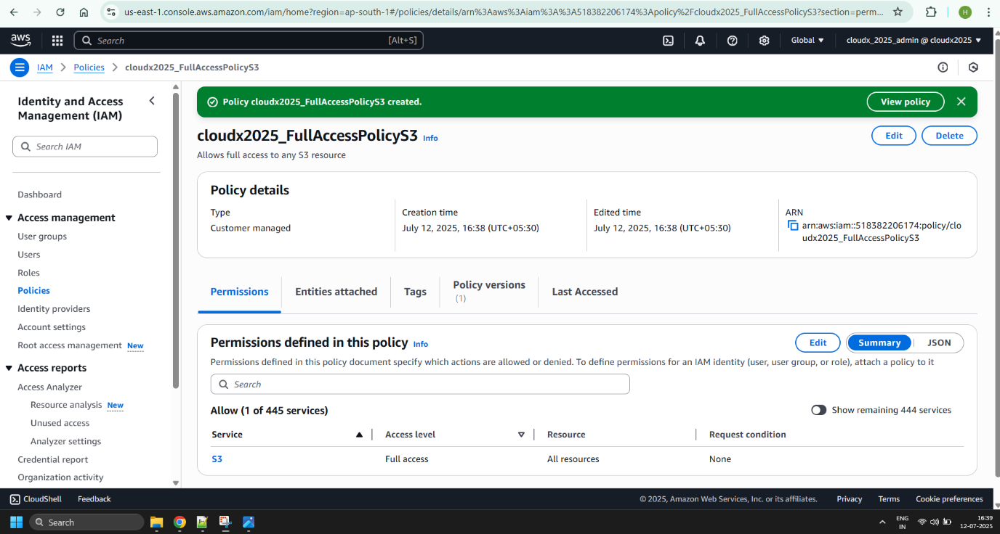 us-east-1.console.aws.amazon.com/iam/home?region=ap-south-1#/policies/details/arn%3Aaws%3Aiam%3A%3A518382206174%3Apolicy%2Fcloudx2025_FullAccessPolicyS3?section=perm...
H
aws
Search [Alt+S]
Global
cloudx_2025_admin @ cloudx2025
IAM
Policies
cloudx2025_FullAccessPolicyS3
Identity and Access
Management (IAM)
Search IAM
Dashboard
Access management
User groups
Users
Roles
Policies
Identity providers
Account settings
Root access management New
Access reports
Access Analyzer
Resource analysis New
Unused access
Analyzer settings
Credential report
Organization activity
Policy cloudx2025_FullAccessPolicyS3 created.
View policy
cloudx2025_FullAccessPolicyS3 Info
Edit
Delete
Allows full access to any S3 resource
Policy details
Type
Customer managed
Creation time
July 12, 2025, 16:38 (UTC+05:30)
Edited time
July 12, 2025, 16:38 (UTC+05:30)
ARN
arn:aws:iam::518382206174:policy/clo
udx2025_FullAccessPolicyS3
Permissions
Entities attached
Tags
Policy versions
(1)
Last Accessed
Permissions defined in this policy Info
Edit
Summary
JSON
Permissions defined in this policy document specify which actions are allowed or denied. To define permissions for an IAM identity (user, user group, or role), attach a policy to it
Search
Allow (1 of 445 services)
Show remaining 444 services
Service Access level Resource Request condition
S3 Full access All resources None
CloudShell
Feedback
© 2025, Amazon Web Services, Inc. or its affiliates.
Privacy
Terms
Cookie preferences
Search
ENG
IN
16:39
12-07-2025